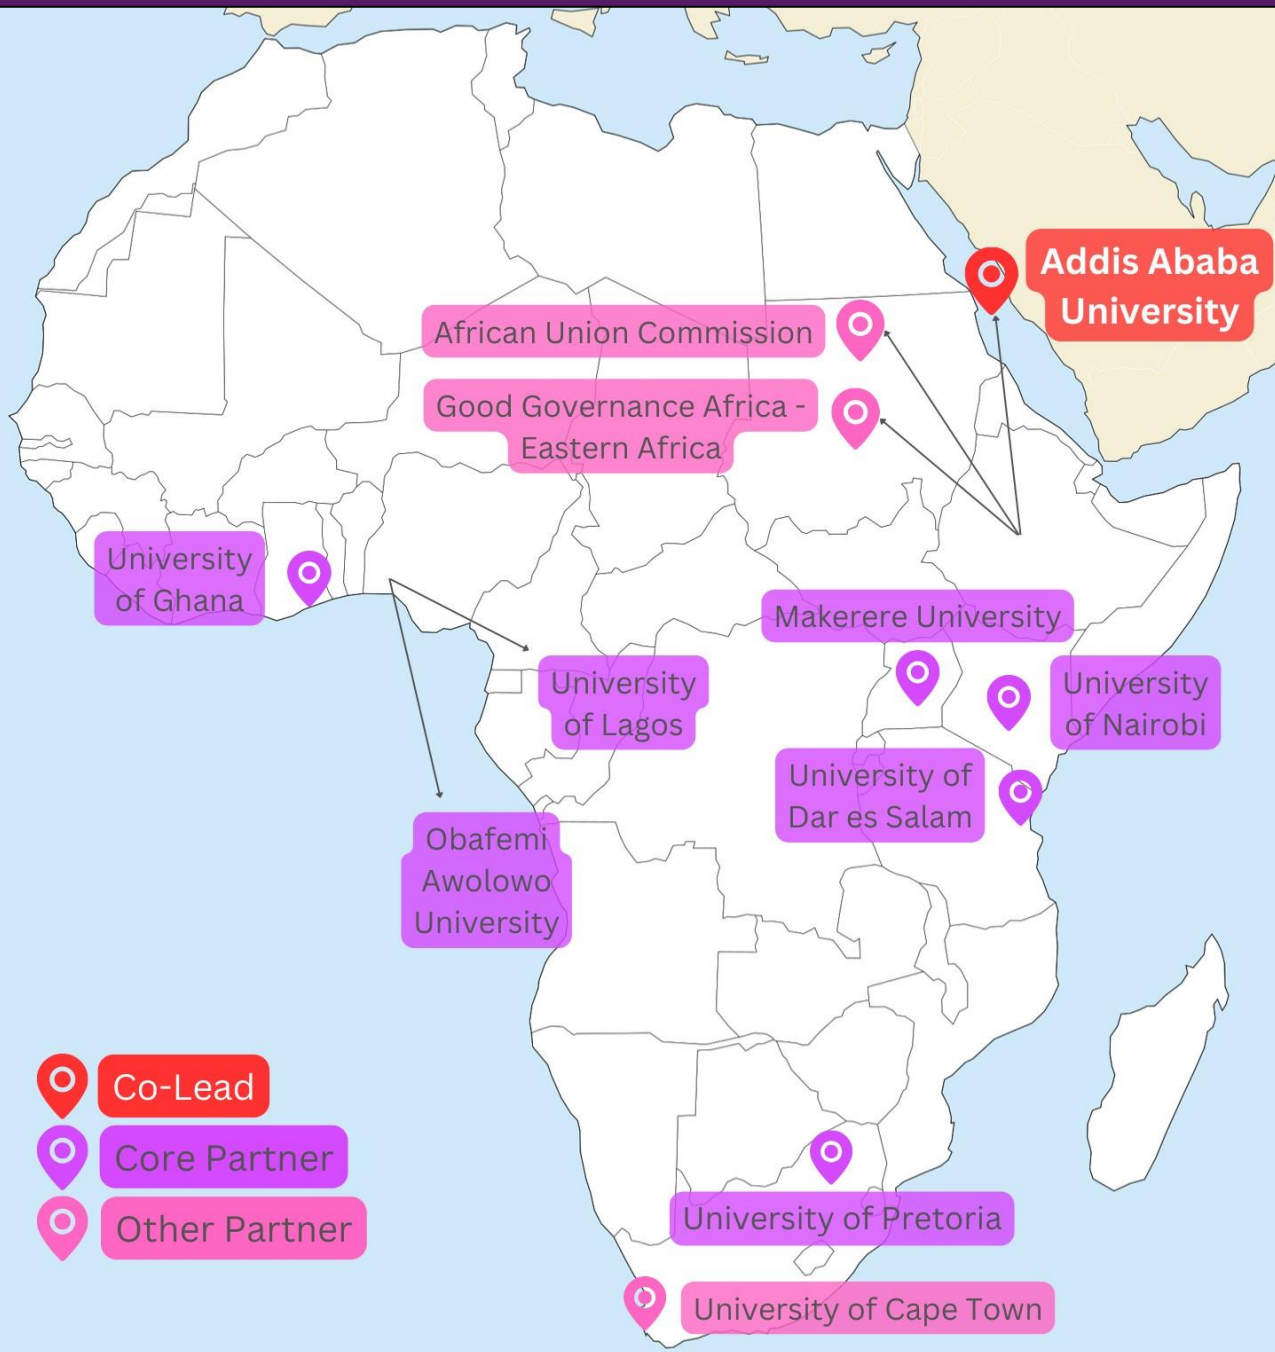 Addis Ababa
University
African Union Commission
Good Governance Africa -
Eastern Africa
University
of Ghana
Makerere University
University
of Lagos
University
of Nairobi
University of
Dar es Salam
Obafemi
Awolowo
University
Co-Lead
Core Partner
Other Partner
University of Pretoria
University of Cape Town